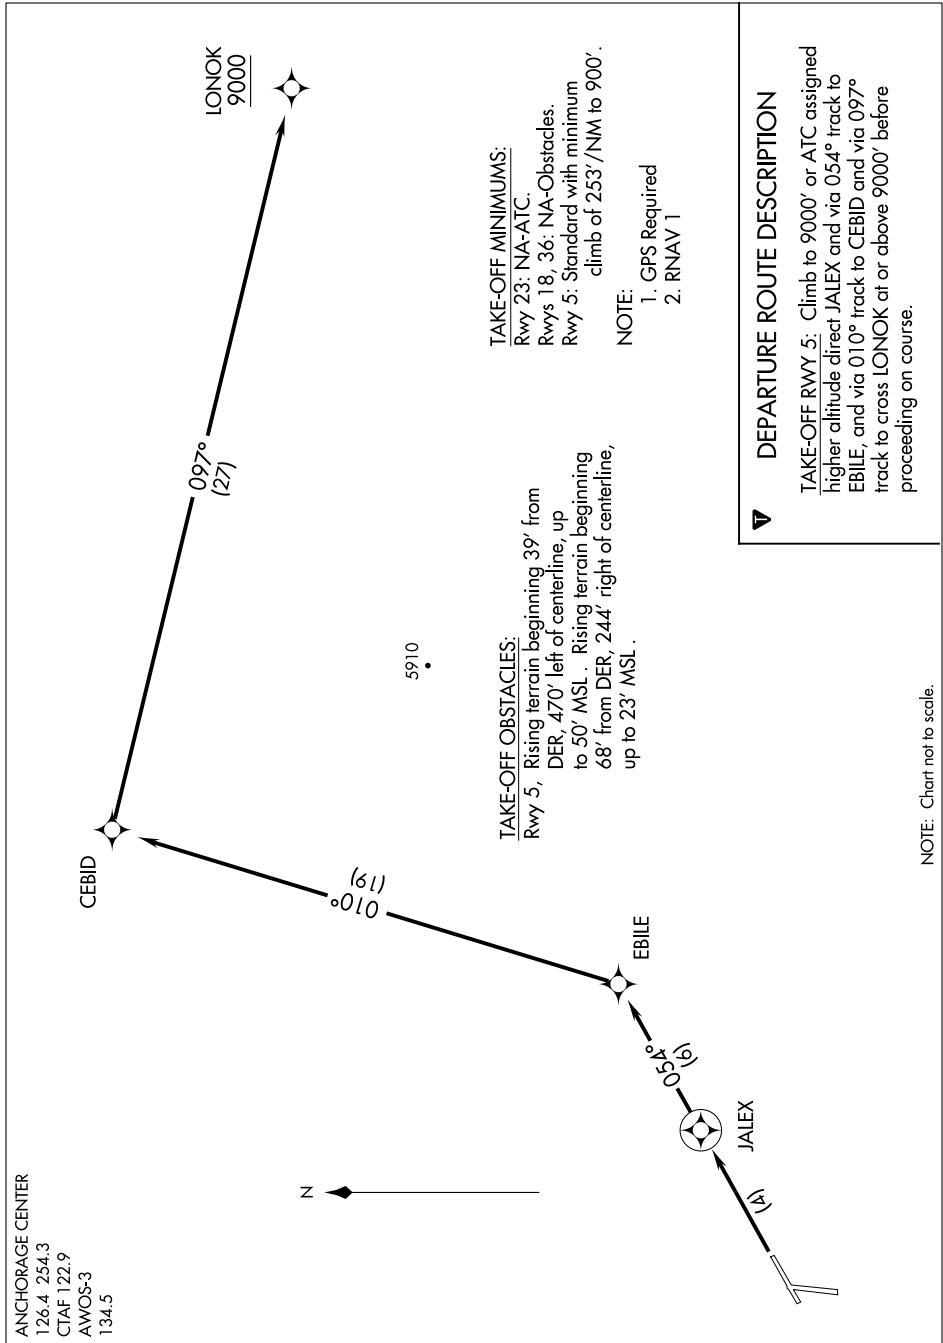 ANCHORAGE CENTER
126.4 254.3
CTAF 122.9
AWOS-3
134.5
N
(4)
JALEX
054°
(6)
EBILE
010°
(19)
CEBID
097°
(27)
LONOK
9000
5910
TAKE-OFF OBSTACLES:
Rwy 5, Rising terrain beginning 39' from
DER, 470' left of centerline, up
to 50' MSL . Rising terrain beginning
68' from DER, 244' right of centerline,
up to 23' MSL .
TAKE-OFF MINIMUMS:
Rwy 23: NA-ATC.
Rwys 18, 36: NA-Obstacles.
Rwy 5: Standard with minimum
climb of 253'/NM to 900'.
NOTE:
1. GPS Required
2. RNAV 1
NOTE: Chart not to scale.
T
DEPARTURE ROUTE DESCRIPTION
TAKE-OFF RWY 5: Climb to 9000' or ATC assigned
higher altitude direct JALEX and via 054° track to
EBILE, and via 010° track to CEBID and via 097°
track to cross LONOK at or above 9000' before
proceeding on course.